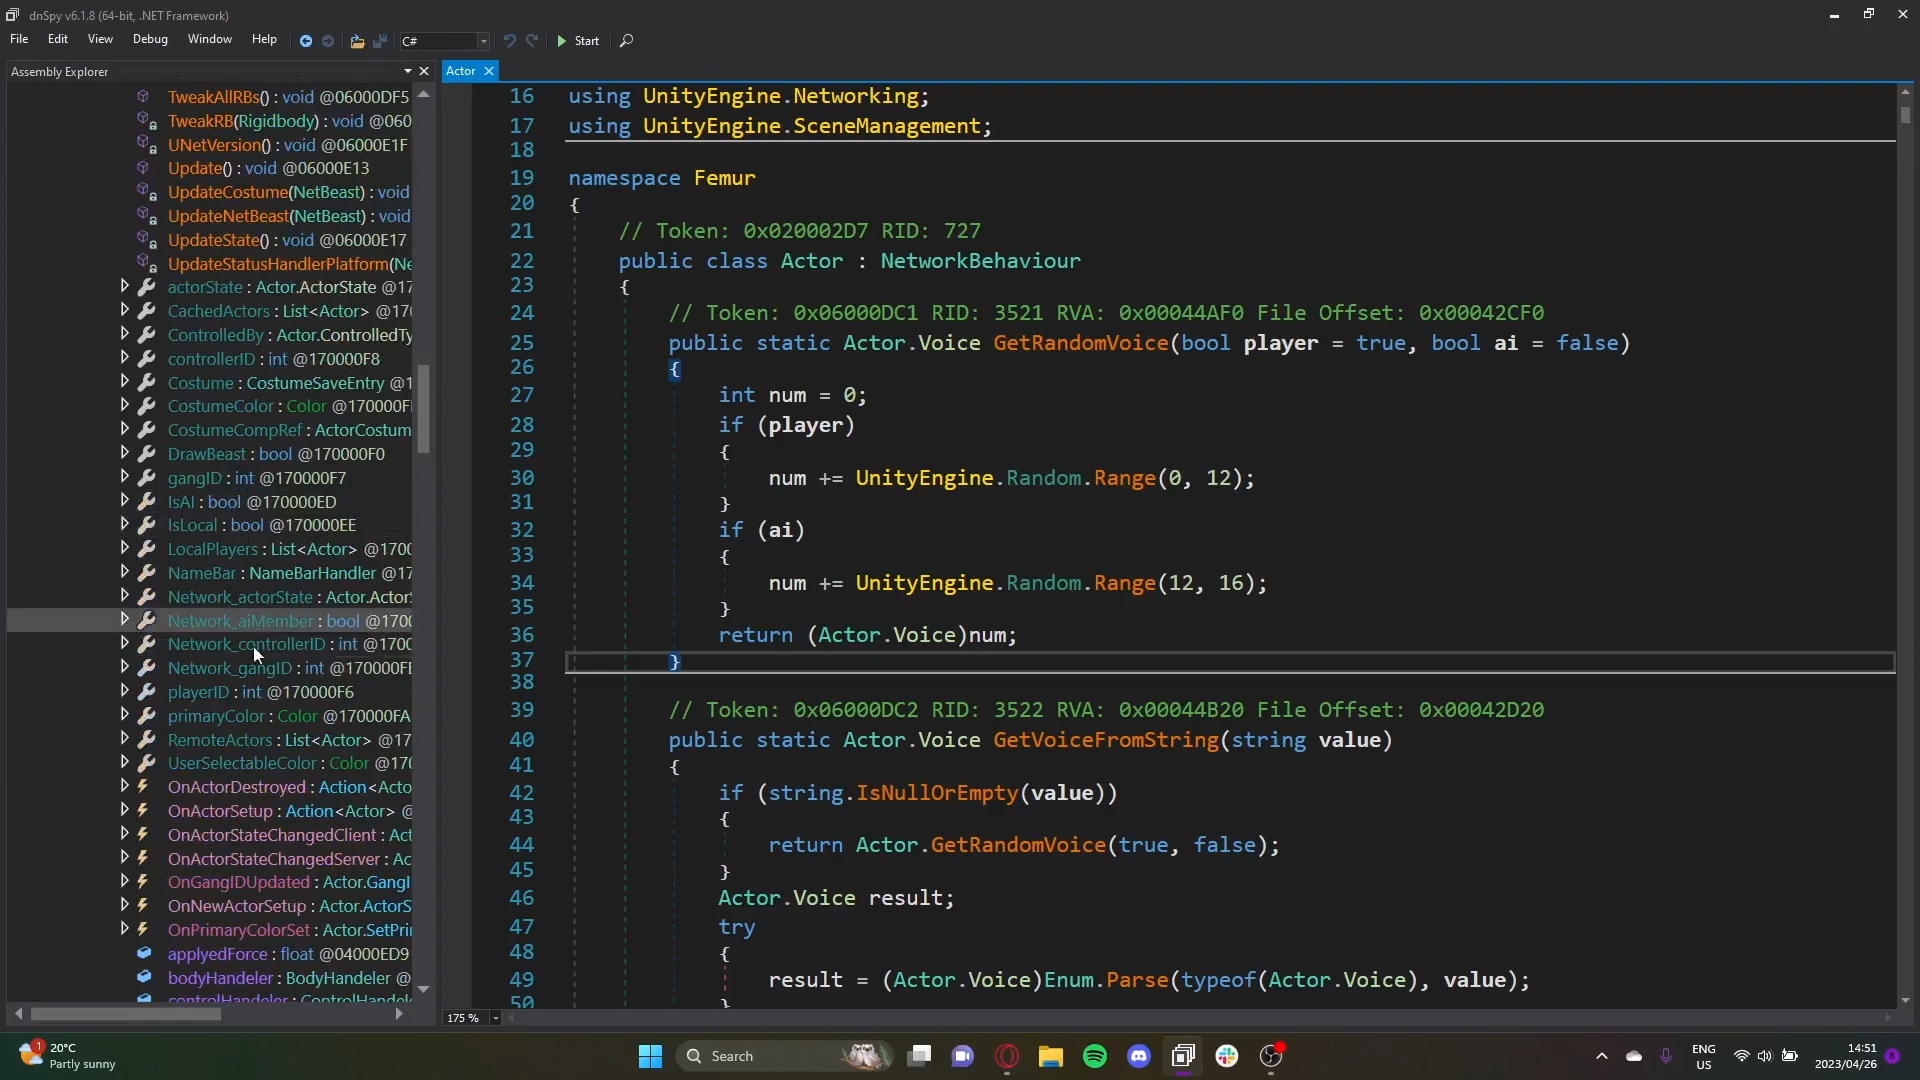 dnSpy v6.1.8 (64-bit, .NET Framework)
File Edit View Debug Window Help C# Start
Assembly Explorer
TweakAllRBs() : void @06000DF5
TweakRB(Rigidbody) : void @060
UNetVersion() : void @06000E1F
Update() : void @06000E13
UpdateCostume(NetBeast) : void
UpdateNetBeast(NetBeast) : void
UpdateState() : void @06000E17
UpdateStatusHandlerPlatform(Ne
actorState : Actor.ActorState @17
CachedActors : List<Actor> @17
ControlledBy : Actor.ControlledTy
controllerID : int @170000F8
Costume : CostumeSaveEntry @1
CostumeColor : Color @170000F
CostumeCompRef : ActorCostum
DrawBeast : bool @170000F0
gangID : int @170000F7
IsAI : bool @170000ED
IsLocal : bool @170000EE
LocalPlayers : List<Actor> @170
NameBar : NameBarHandler @17
Network_actorState : Actor.Actor
Network_aiMember : bool @170
Network_controllerID : int @170
Network_gangID : int @170000F
playerID : int @170000F6
primaryColor : Color @170000FA
RemoteActors : List<Actor> @17
UserSelectableColor : Color @17
OnActorDestroyed : Action<Acto
OnActorSetup : Action<Actor> @
OnActorStateChangedClient : Act
OnActorStateChangedServer : Ac
OnGangIDUpdated : Actor.GangI
OnNewActorSetup : Actor.ActorS
OnPrimaryColorSet : Actor.SetPri
applyedForce : float @04000ED9
bodyHandeler : BodyHandeler @
controlHandeler : ControlHandel
Actor
16 using UnityEngine.Networking;
17 using UnityEngine.SceneManagement;
18
19 namespace Femur
20 {
21 // Token: 0x020002D7 RID: 727
22 public class Actor : NetworkBehaviour
23 {
24 // Token: 0x06000DC1 RID: 3521 RVA: 0x00044AF0 File Offset: 0x00042CF0
25 public static Actor.Voice GetRandomVoice(bool player = true, bool ai = false)
26 {
27 int num = 0;
28 if (player)
29 {
30 num += UnityEngine.Random.Range(0, 12);
31 }
32 if (ai)
33 {
34 num += UnityEngine.Random.Range(12, 16);
35 }
36 return (Actor.Voice)num;
37 }
38
39 // Token: 0x06000DC2 RID: 3522 RVA: 0x00044B20 File Offset: 0x00042D20
40 public static Actor.Voice GetVoiceFromString(string value)
41 {
42 if (string.IsNullOrEmpty(value))
43 {
44 return Actor.GetRandomVoice(true, false);
45 }
46 Actor.Voice result;
47 try
48 {
49 result = (Actor.Voice)Enum.Parse(typeof(Actor.Voice), value);
50 }
175 %
1
20°C
Partly sunny
Search
ENG
US
14:51
2023/04/26
8